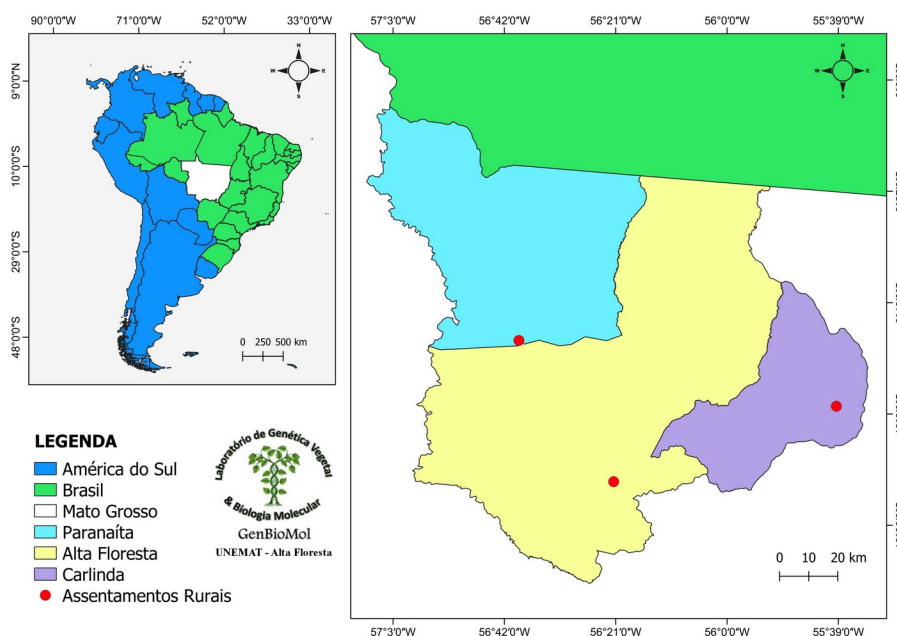 90°0'0"W 71°0'0"W 52°0'0"W 33°0'0"W
9°0'0"N
10°0'0"S
29°0'0"S
48°0'0"S
N
W E
S
0 250 500 km
57°3'0"W 56°42'0"W 56°21'0"W 56°0'0"W 55°39'0"W
N
W E
S
0 10 20 km
57°3'0"W 56°42'0"W 56°21'0"W 56°0'0"W 55°39'0"W
LEGENDA
América do Sul
Brasil
Mato Grosso
Paranaíta
Alta Floresta
Carlinda
Assentamentos Rurais
Laboratório de Genética Vegetal
& Biologia Molecular
GenBioMol
UNEMAT - Alta Floresta